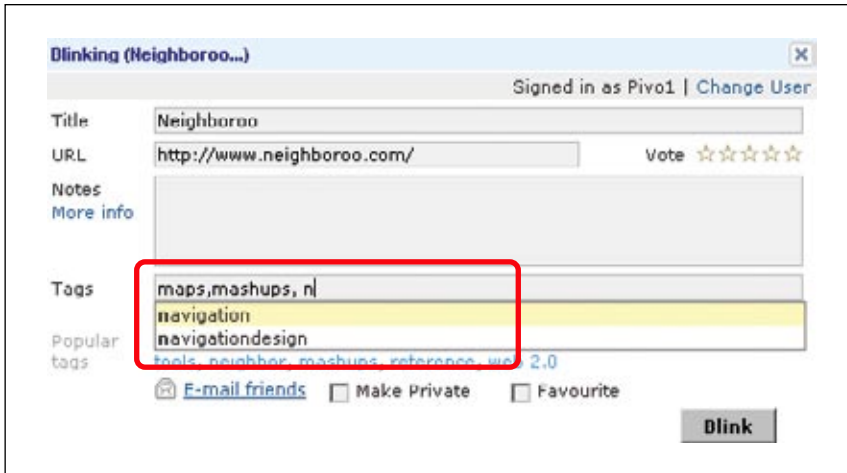 Blinking (Neighboroo...)
Signed in as Pivo1 | Change User
Title Neighboroo
URL http://www.neighboroo.com/ Vote
Notes
More info
Tags maps,mashups, n
navigation
navigationdesign
Popular tags tools, neighbor, mashups, reference, web 2.0
E-mail friends Make Private Favourite
Blink